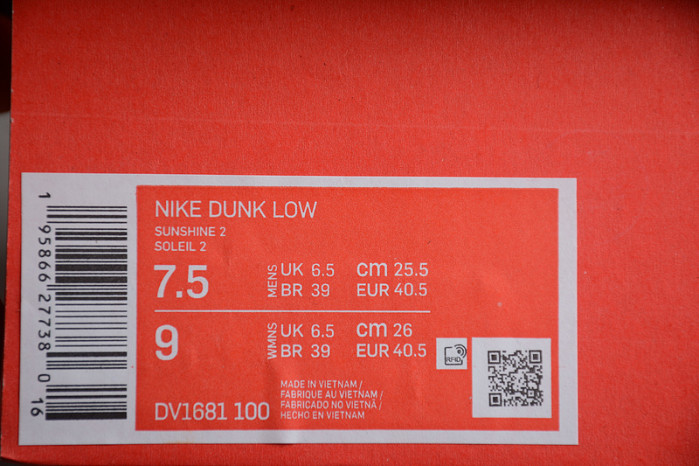 NIKE DUNK LOW
SUNSHINE 2
SOLEIL 2
7.5 MENS UK 6.5 cm 25.5
BR 39 EUR 40.5
9 WMNS UK 6.5 cm 26
BR 39 EUR 40.5
RFID
MADE IN VIETNAM /
FABRIQUE AU VIETNAM /
FABRICADO NO VIETNÃ /
HECHO EN VIETNAM
DV1681 100
1 95866 27738 0 16